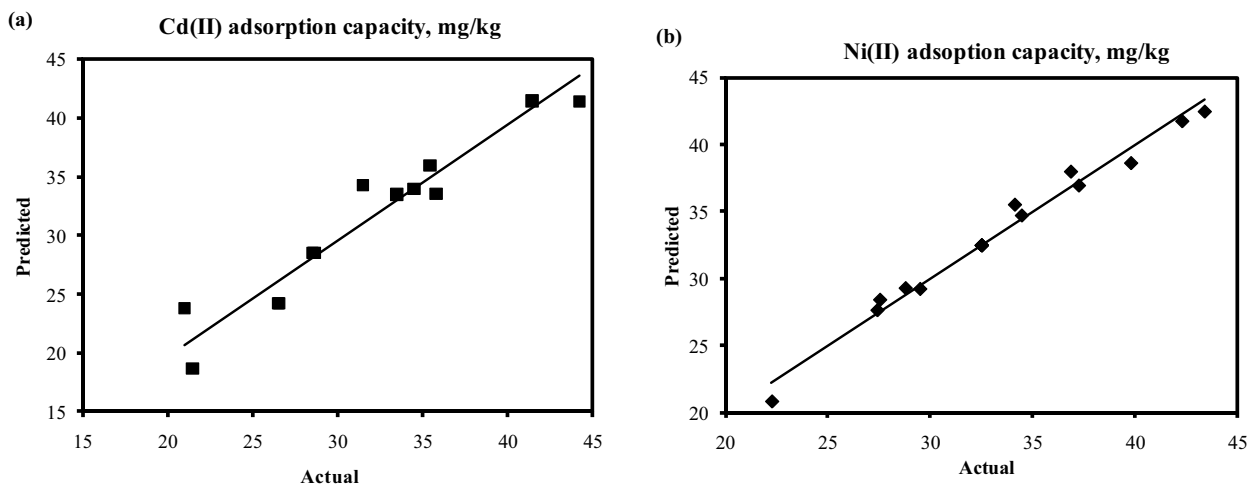 (a)
Cd(II) adsorption capacity, mg/kg
45
40
35
30
25
20
15
15 20 25 30 35 40 45
Predicted
Actual
(b)
Ni(II) adsoption capacity, mg/kg
45
40
35
30
25
20
20 25 30 35 40 45
Predicted
Actual